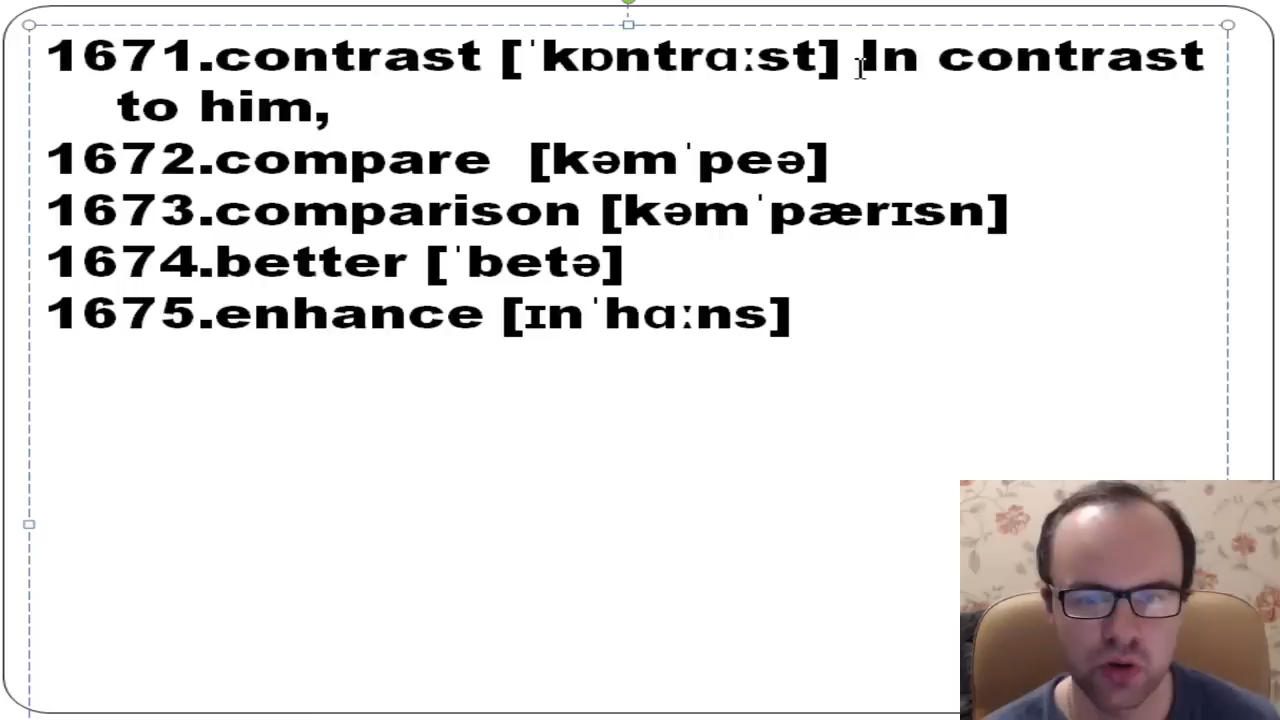 1671.contrast [ˈkɒntrɑːst] In contrast
to him,
1672.compare [kəmˈpeə]
1673.comparison [kəmˈpærɪsn]
1674.better [ˈbetə]
1675.enhance [ɪnˈhɑːns]